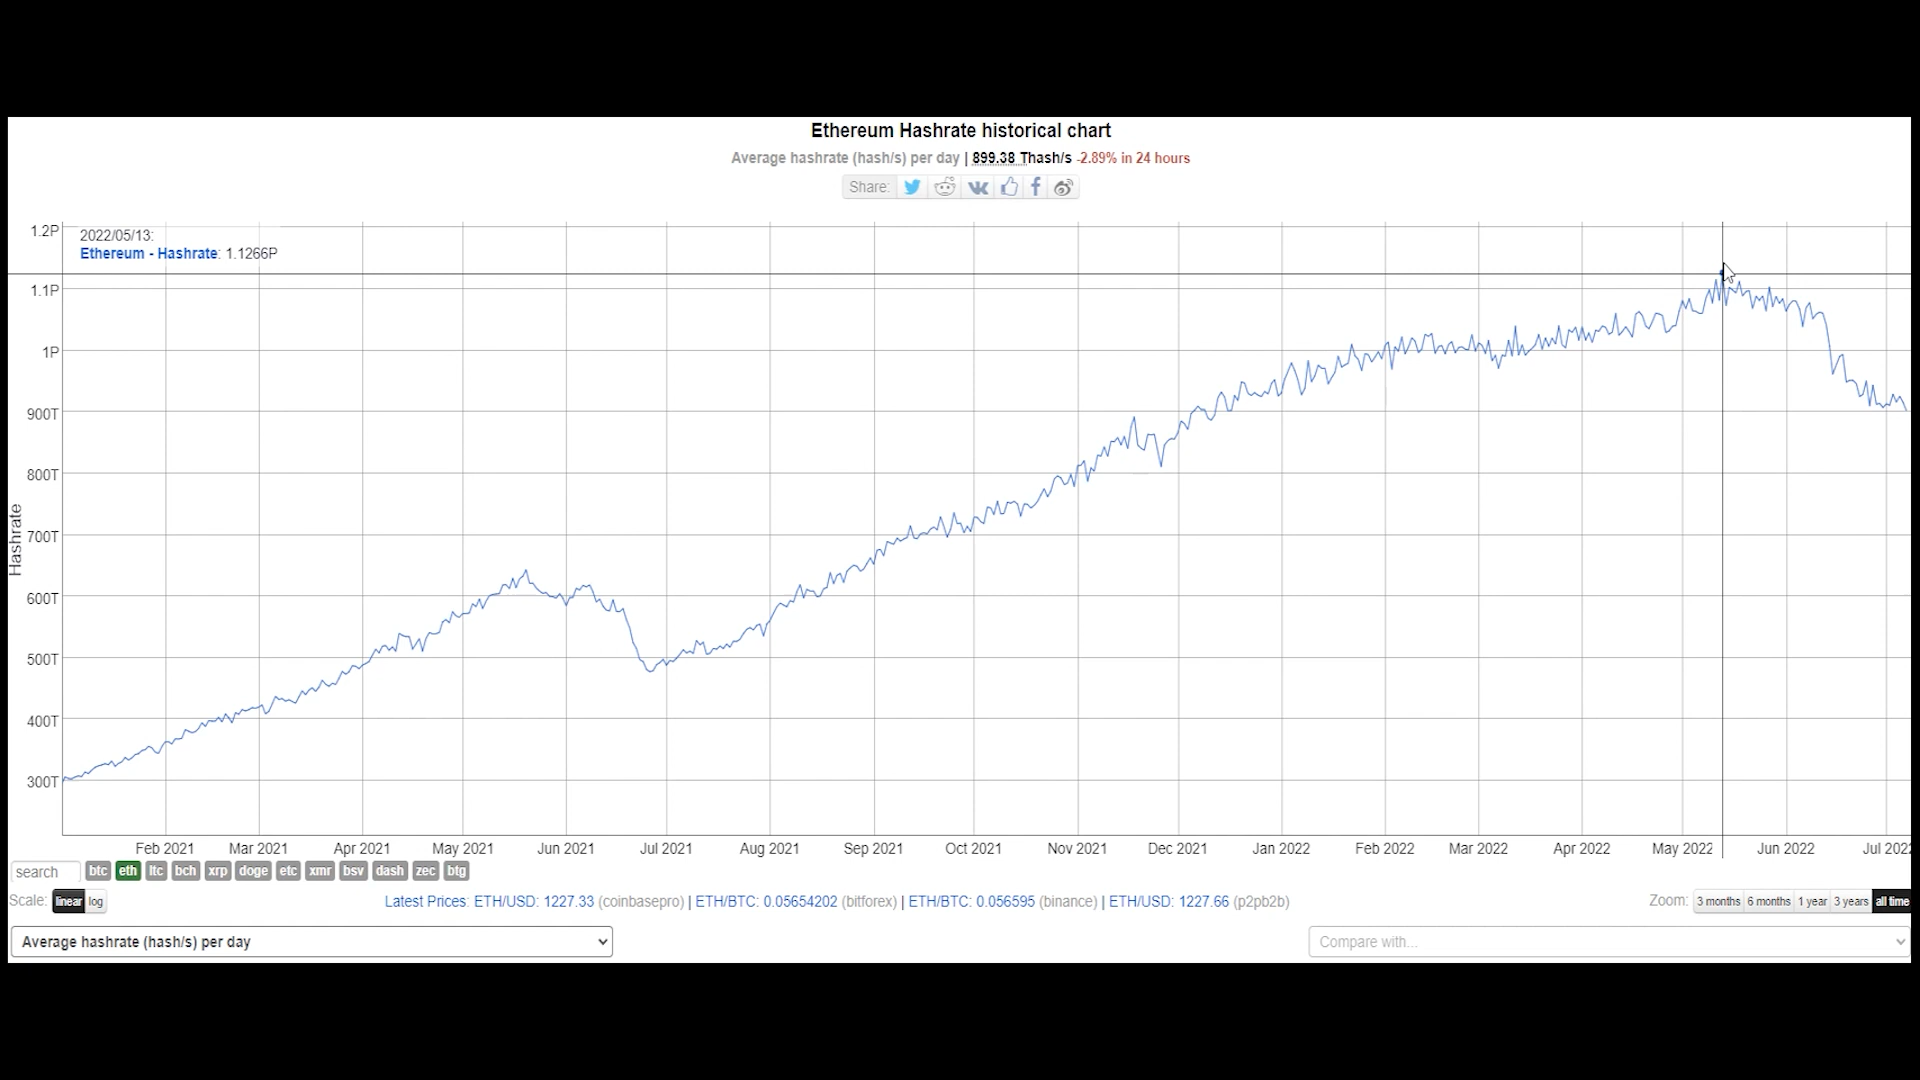 Ethereum Hashrate historical chart
Average hashrate (hash/s) per day | 899.38 Thash/s -2.89% in 24 hours
Share:
2022/05/13:
Ethereum - Hashrate: 1.1266P
1.2P
1.1P
1P
900T
800T
700T
600T
500T
400T
300T
Hashrate
Feb 2021 Mar 2021 Apr 2021 May 2021 Jun 2021 Jul 2021 Aug 2021 Sep 2021 Oct 2021 Nov 2021 Dec 2021 Jan 2022 Feb 2022 Mar 2022 Apr 2022 May 2022 Jun 2022 Jul 2022
search btc eth ltc bch xrp doge etc xmr bsv dash zec btg
Scale: linear log
Latest Prices: ETH/USD: 1227.33 (coinbasepro) | ETH/BTC: 0.05654202 (bitforex) | ETH/BTC: 0.056595 (binance) | ETH/USD: 1227.66 (p2pb2b)
Zoom: 3 months 6 months 1 year 3 years all time
Average hashrate (hash/s) per day
Compare with...